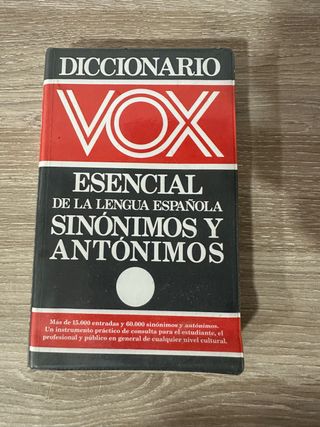 DICCIONARIO
VOX
ESENCIAL
DE LA LENGUA ESPAÑOLA
SINÓNIMOS Y
ANTÓNIMOS
Más de 15.000 entradas y 60.000 sinónimos y antónimos.
Un instrumento práctico de consulta para el estudiante, el
profesional y público en general de cualquier nivel cultural.